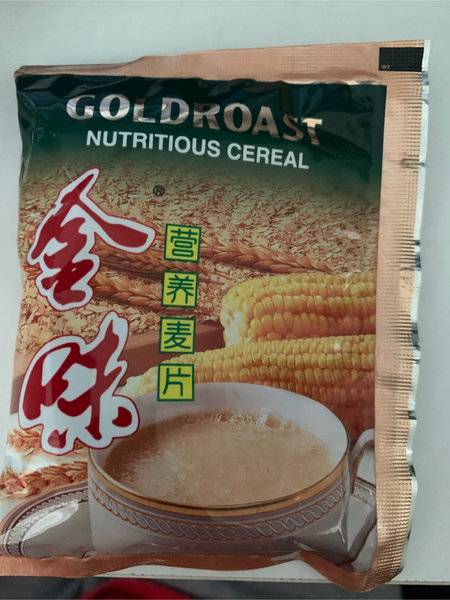 GOLDROAST
NUTRITIOUS CEREAL
金味®
营养麦片